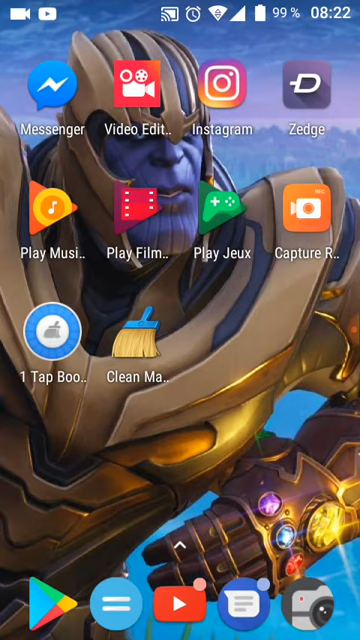 99 % 08:22
Messenger Video Edit.. Instagram Zedge
REC
Play Musi.. Play Film.. Play Jeux Capture R..
1 Tap Boo.. Clean Ma..